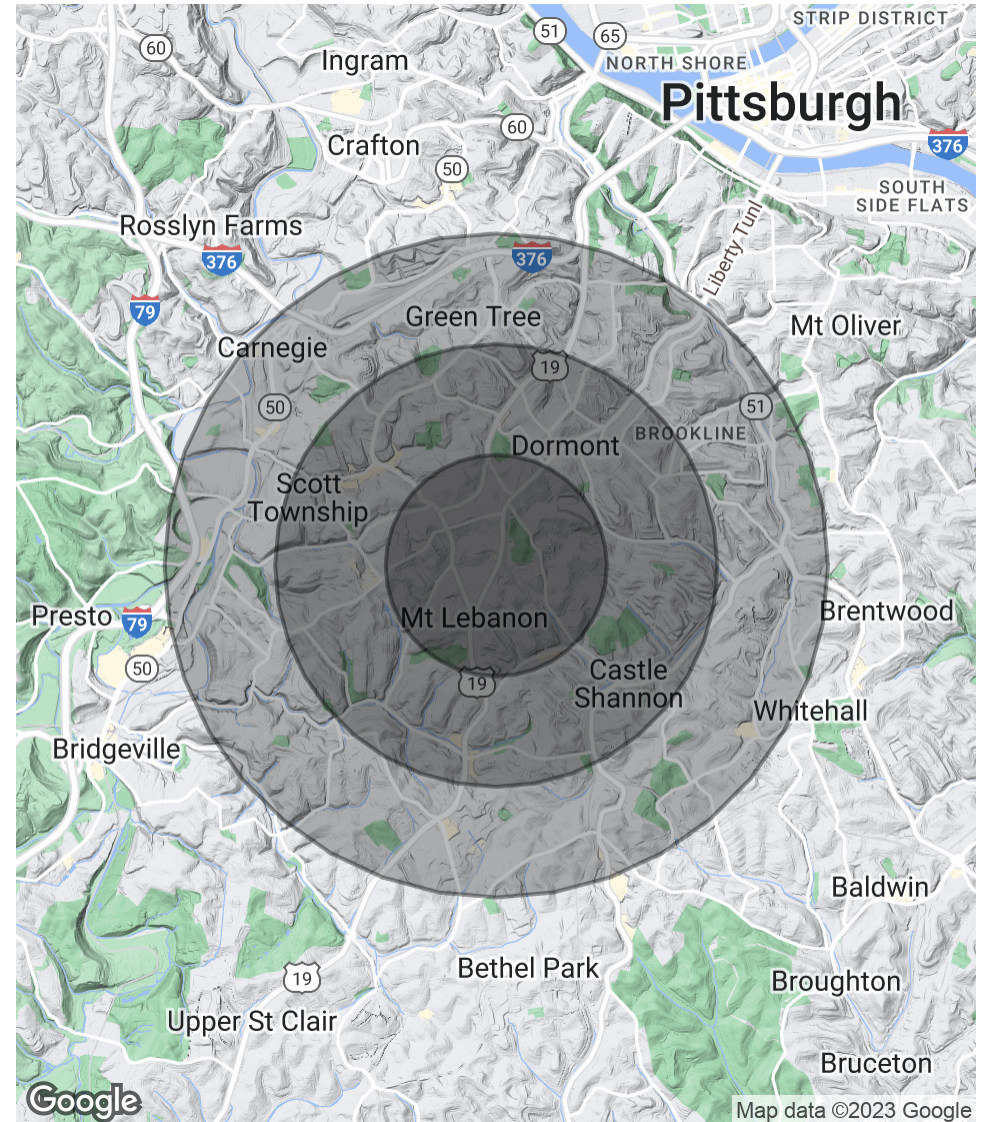 STRIP DISTRICT
51
65
60
Ingram
NORTH SHORE
Pittsburgh
60
Crafton
376
50
SOUTH
SIDE FLATS
Rosslyn Farms
Liberty Tunl
376
376
79
Green Tree
Mt Oliver
Carnegie
19
50
51
BROOKLINE
Dormont
Scott
Township
Presto
79
Mt Lebanon
Brentwood
50
19
Castle
Shannon
Whitehall
Bridgeville
Baldwin
Bethel Park
19
Broughton
Upper St Clair
Bruceton
Google
Map data ©2023 Google